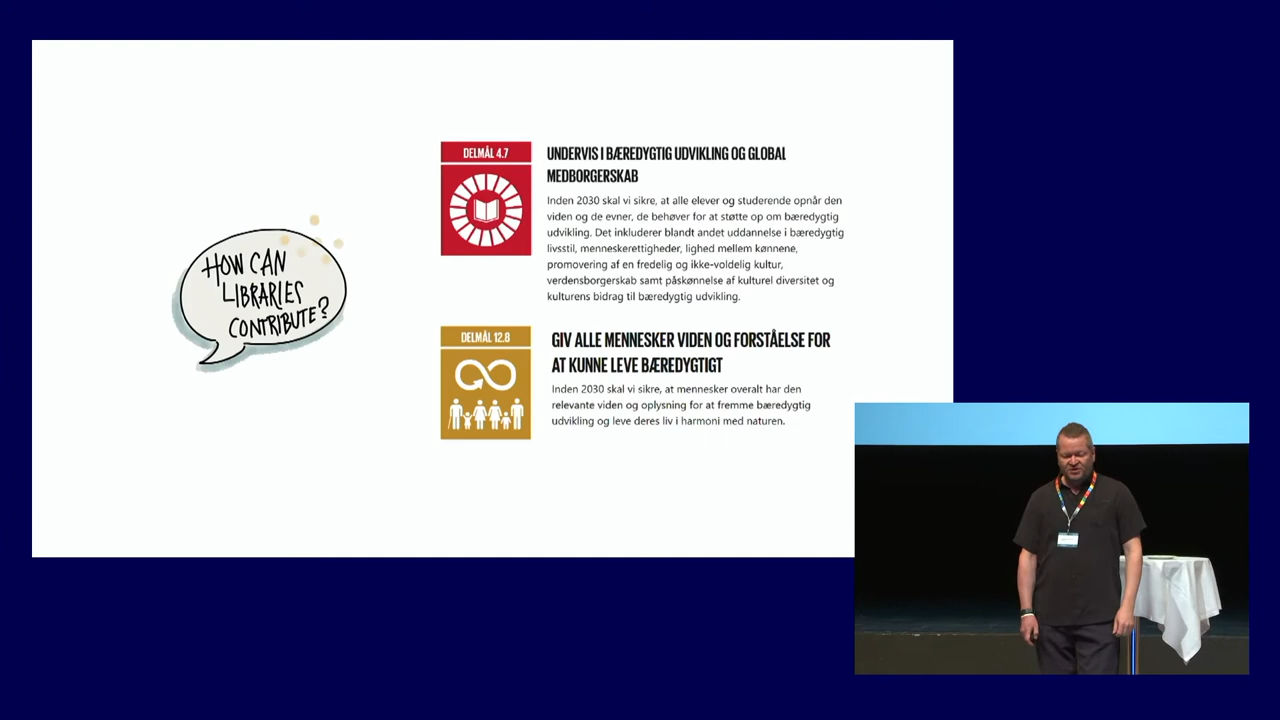 HOW CAN
LIBRARIES
CONTRIBUTE?
DELMÅL 4.7
UNDERVIS I BÆREDYGTIG UDVIKLING OG GLOBAL
MEDBORGERSKAB
Inden 2030 skal vi sikre, at alle elever og studerende opnår den
viden og de evner, de behøver for at støtte op om bæredygtig
udvikling. Det inkluderer blandt andet uddannelse i bæredygtig
livsstil, menneskerettigheder, lighed mellem kønnene,
promovering af en fredelig og ikke-voldelig kultur,
verdensborgerskab samt påskønnelse af kulturel diversitet og
kulturens bidrag til bæredygtig udvikling.
DELMÅL 12.8
GIV ALLE MENNESKER VIDEN OG FORSTÅELSE FOR
AT KUNNE LEVE BÆREDYGTIGT
Inden 2030 skal vi sikre, at mennesker overalt har den
relevante viden og oplysning for at fremme bæredygtig
udvikling og leve deres liv i harmoni med naturen.